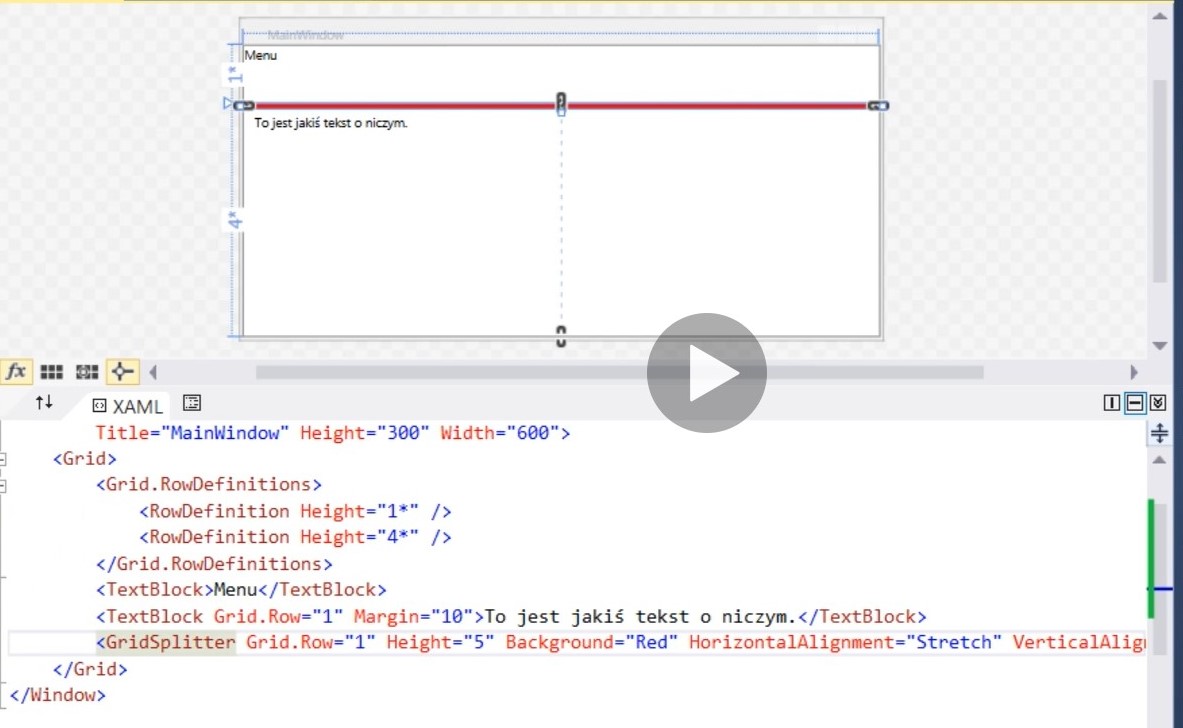 MainWindow
Menu
1*
To jest jakiś tekst o niczym.
4*
fx
XAML
Title="MainWindow" Height="300" Width="600">
<Grid>
<Grid.RowDefinitions>
<RowDefinition Height="1*" />
<RowDefinition Height="4*" />
</Grid.RowDefinitions>
<TextBlock>Menu</TextBlock>
<TextBlock Grid.Row="1" Margin="10">To jest jakiś tekst o niczym.</TextBlock>
<GridSplitter Grid.Row="1" Height="5" Background="Red" HorizontalAlignment="Stretch" VerticalAlig
</Grid>
</Window>